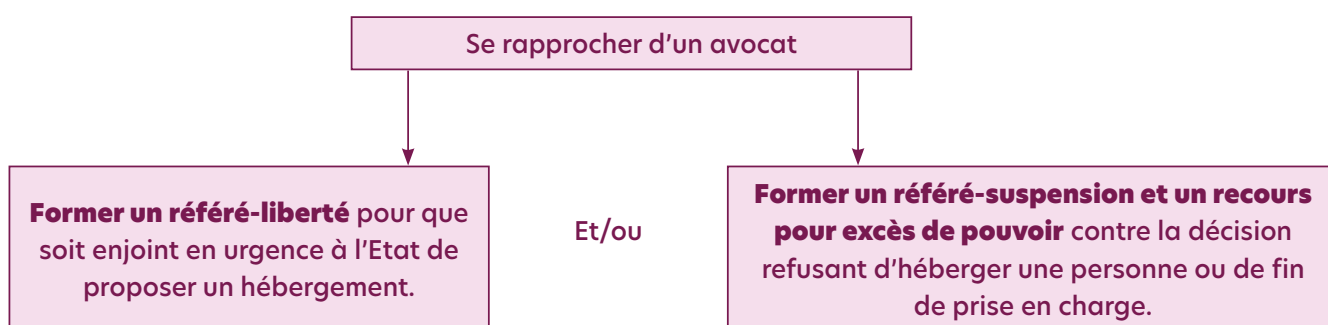 Se rapprocher d'un avocat
Former un référé-liberté pour que
soit enjoint en urgence à l'Etat de
proposer un hébergement.
Et/ou
Former un référé-suspension et un recours
pour excès de pouvoir contre la décision
refusant d'héberger une personne ou de fin
de prise en charge.